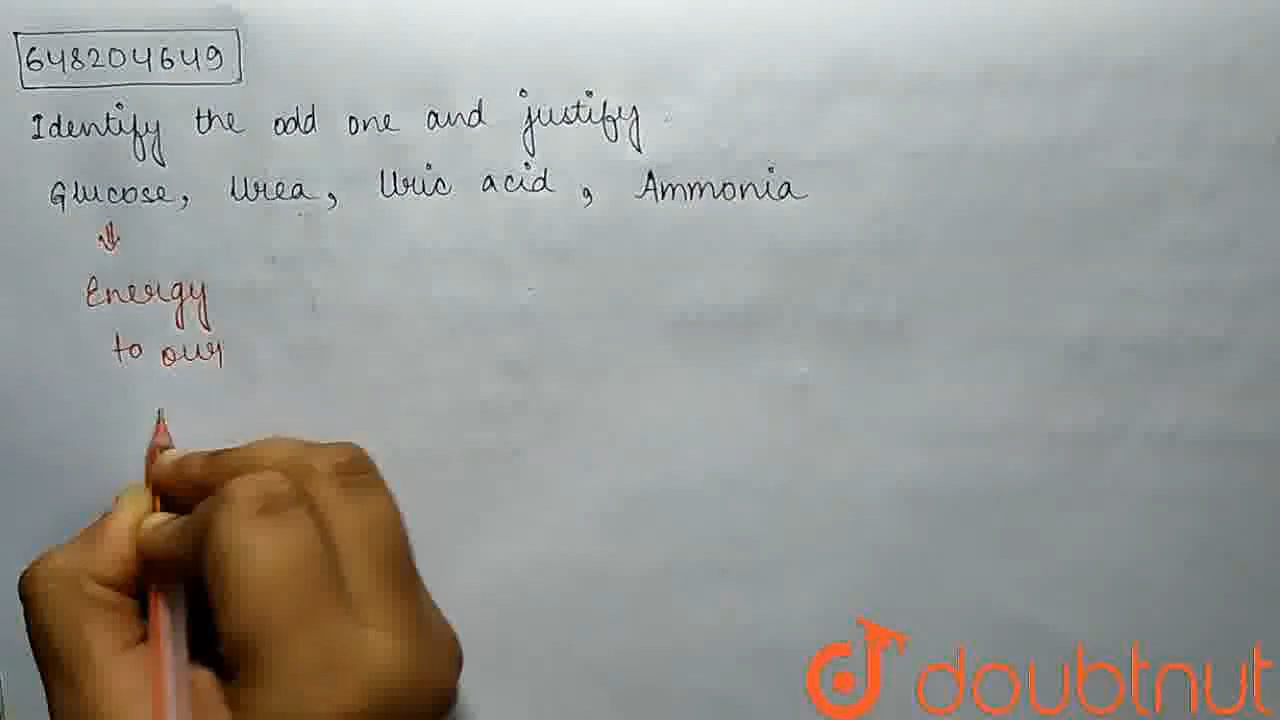 648204649
Identify the odd one and justify.
Glucose, Urea, Uric acid, Ammonia
Energy
to our
doubtnut